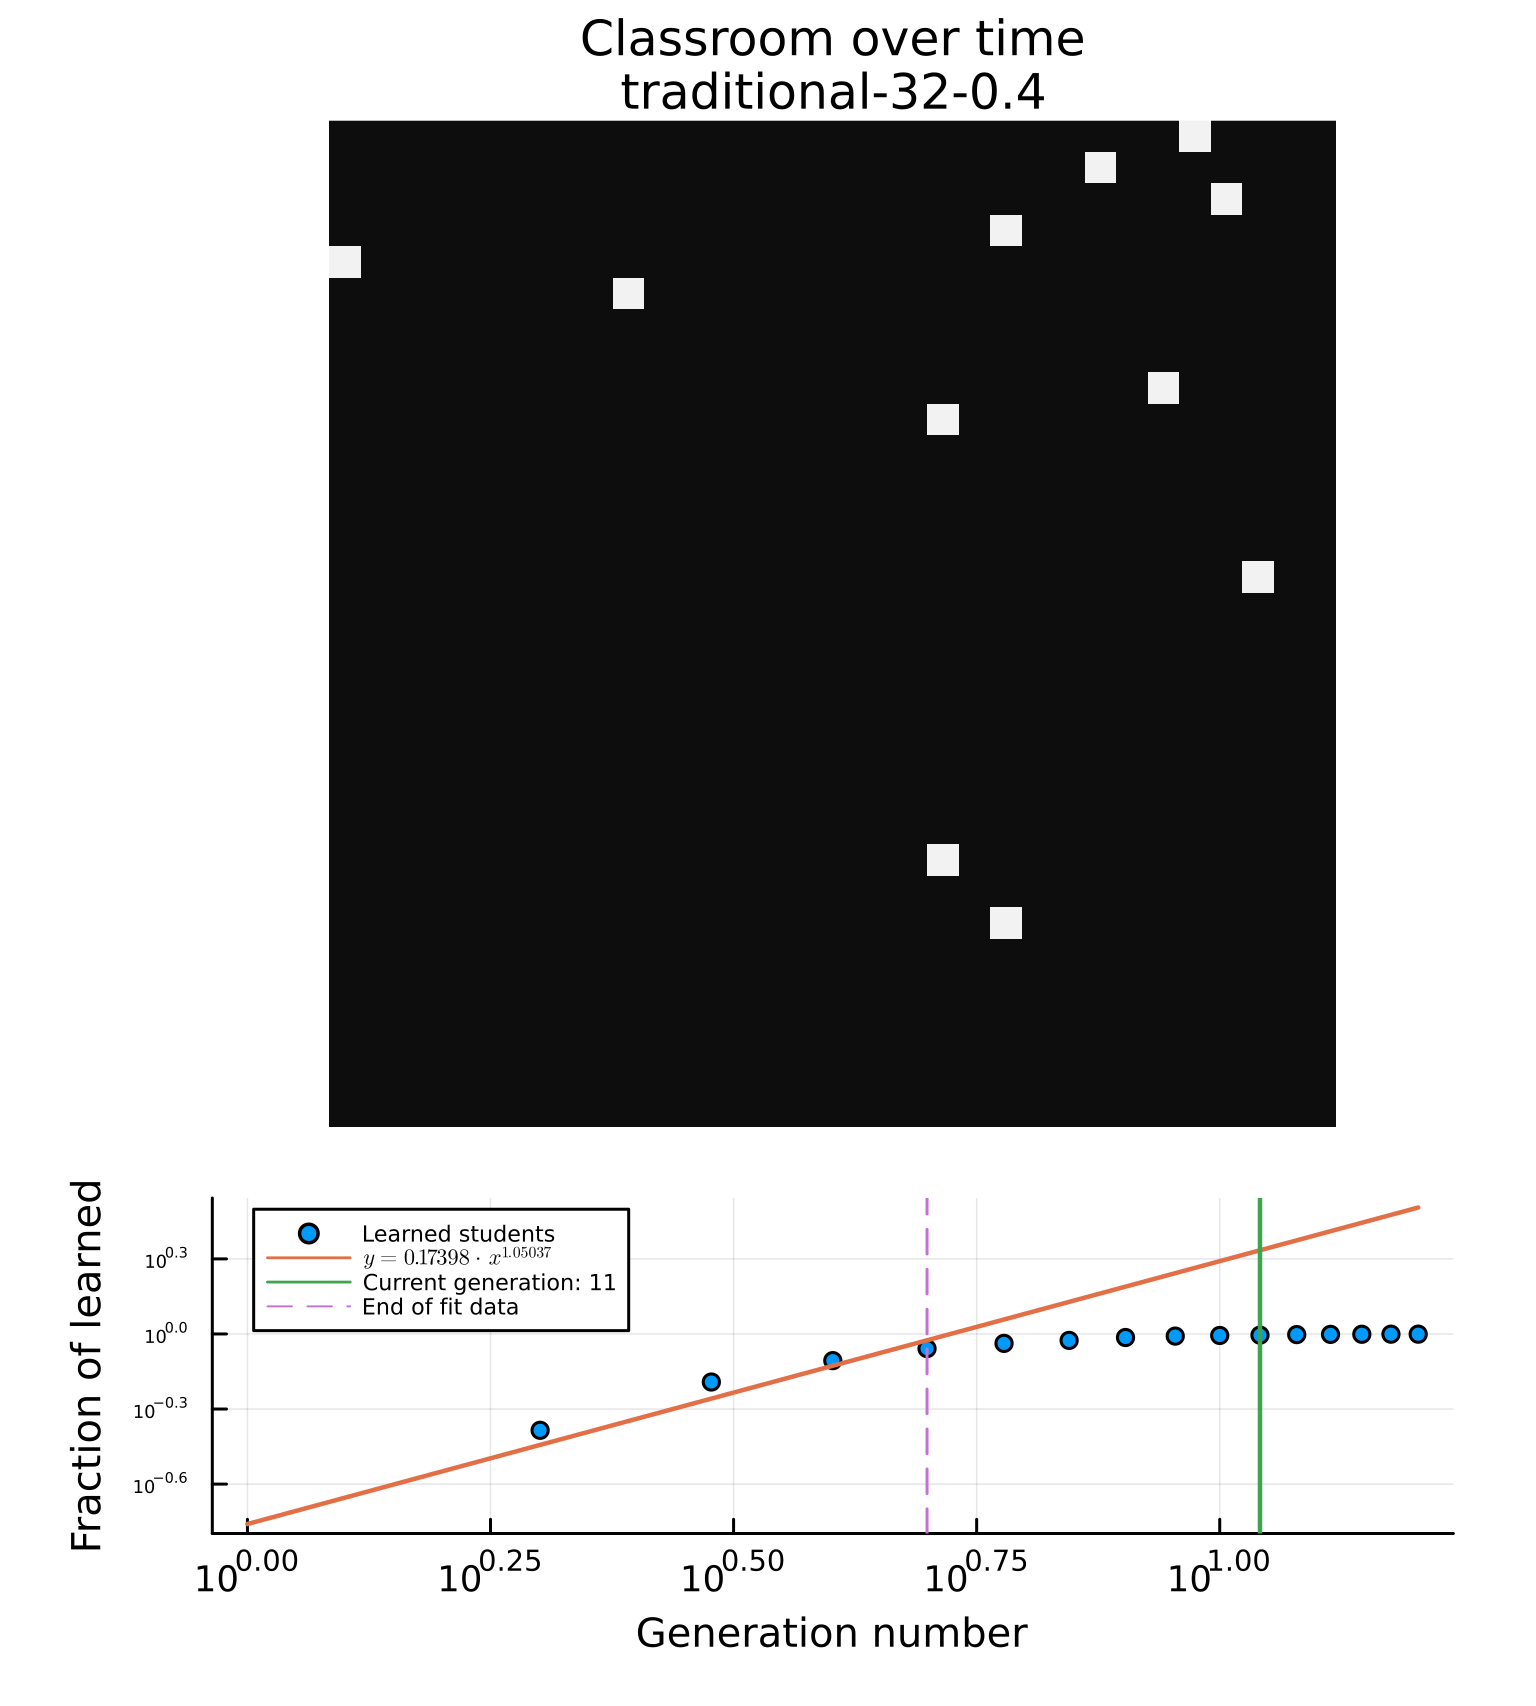 Classroom over time
traditional-32-0.4
Fraction of learned
10^0.3
10^0.0
10^−0.3
10^−0.6
Learned students
y = 0.17398 · x^1.05037
Current generation: 11
End of fit data
10^0.00 10^0.25 10^0.50 10^0.75 10^1.00
Generation number